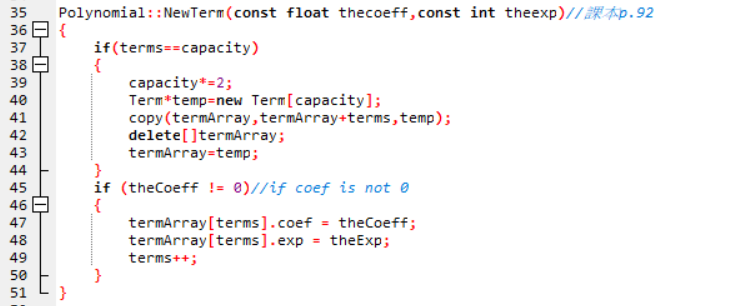 35 Polynomial::NewTerm(const float thecoeff,const int theexp)//課本p.92
36 {
37 if(terms==capacity)
38 {
39 capacity*=2;
40 Term*temp=new Term[capacity];
41 copy(termArray,termArray+terms,temp);
42 delete[]termArray;
43 termArray=temp;
44 }
45 if (theCoeff != 0)//if coef is not 0
46 {
47 termArray[terms].coef = theCoeff;
48 termArray[terms].exp = theExp;
49 terms++;
50 }
51 }